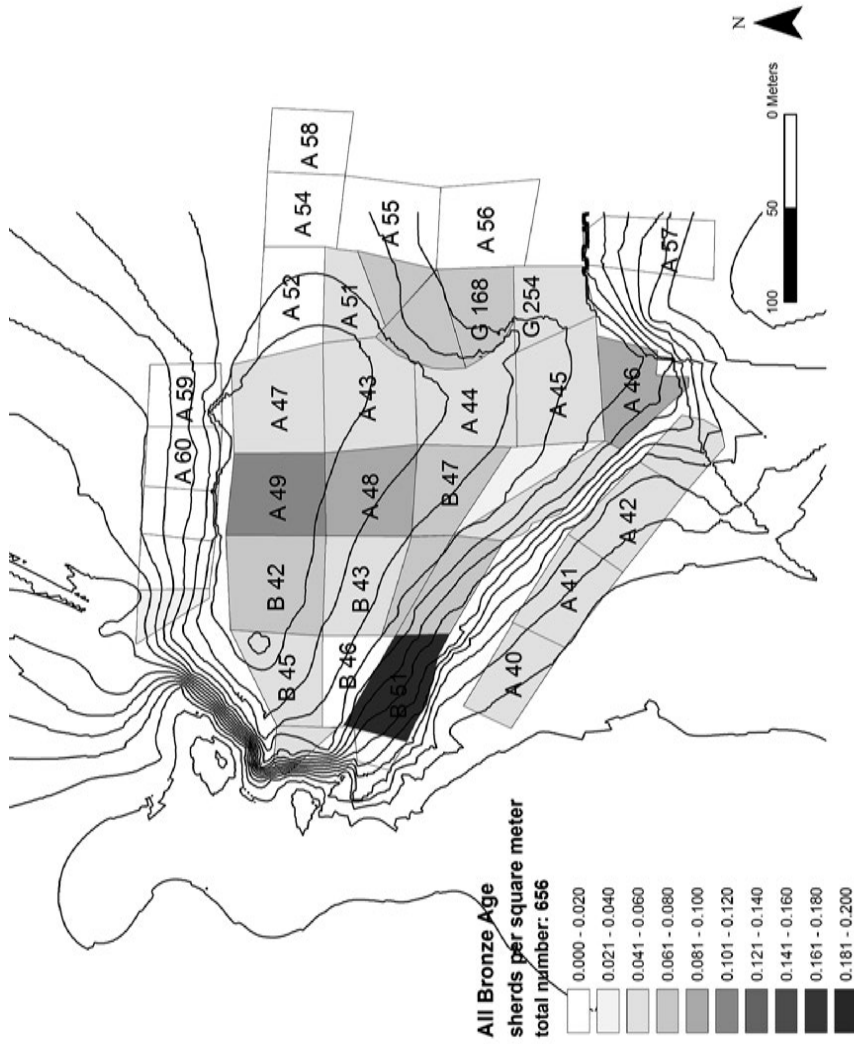 N
A 58
A 54
A 55
A 56
A 57
A 52
A 51
G 168
G 254
A 59
A 60
A 47
A 43
A 44
A 45
A 46
A 49
A 48
B 47
B 42
B 43
B 45
B 46
B 51
A 42
A 41
A 40
100
50
0 Meters
All Bronze Age
sherds per square meter
total number: 656
0.000 - 0.020
0.021 - 0.040
0.041 - 0.060
0.061 - 0.080
0.081 - 0.100
0.101 - 0.120
0.121 - 0.140
0.141 - 0.160
0.161 - 0.180
0.181 - 0.200